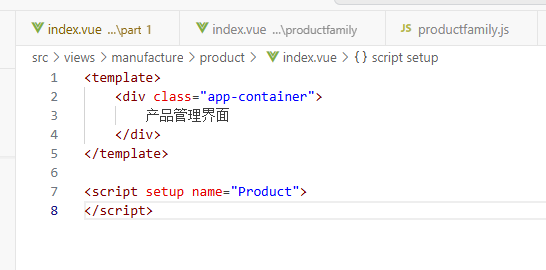 index.vue ...\part 1
index.vue ...\productfamily
JS productfamily.js
src > views > manufacture > product > index.vue > {} script setup
1 <template>
2 <div class="app-container">
3 产品管理界面
4 </div>
5 </template>
6
7 <script setup name="Product">
8 </script>